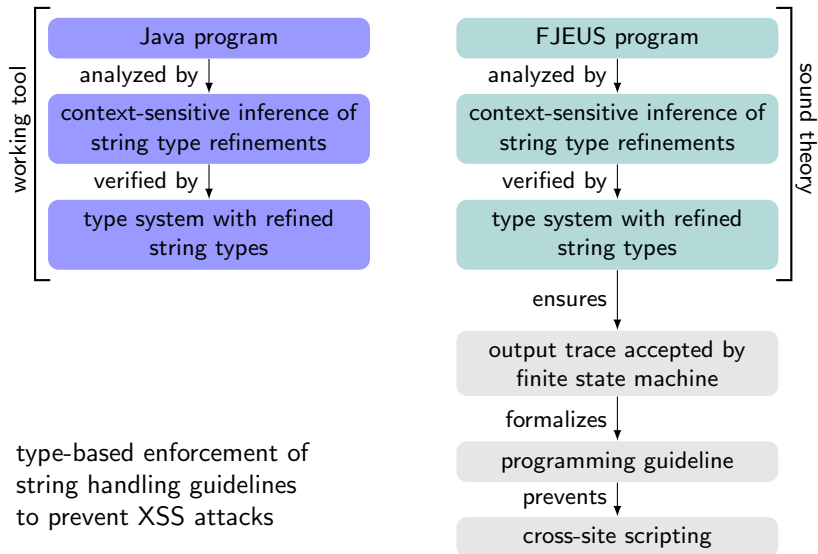 working tool
Java program
analyzed by
context-sensitive inference of
string type refinements
verified by
type system with refined
string types
FJEUS program
analyzed by
context-sensitive inference of
string type refinements
verified by
type system with refined
string types
sound theory
ensures
output trace accepted by
finite state machine
formalizes
programming guideline
prevents
cross-site scripting
type-based enforcement of
string handling guidelines
to prevent XSS attacks